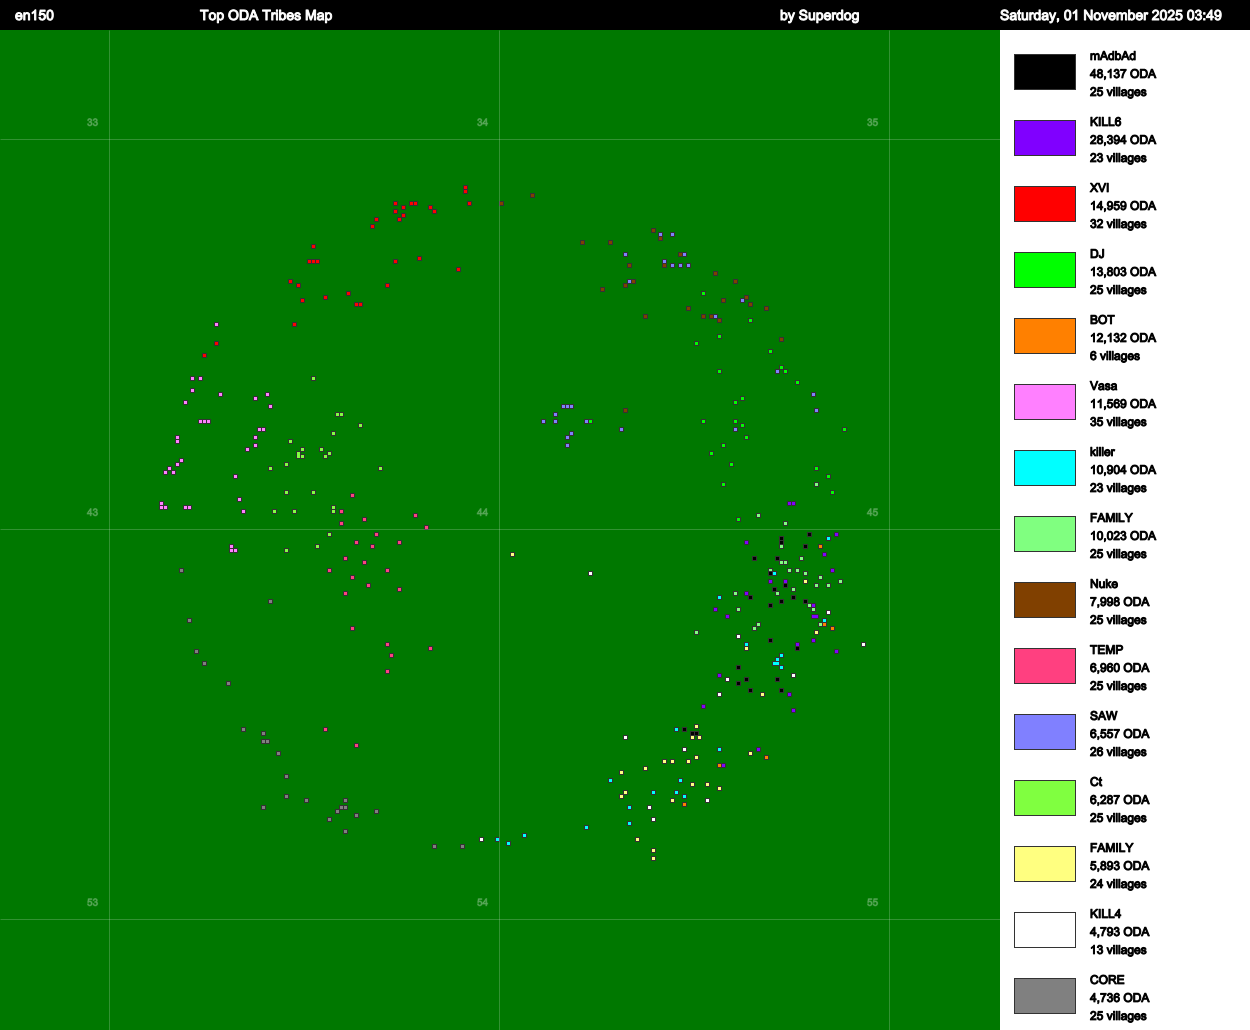 en150 Top ODA Tribes Map by Superdog Saturday, 01 November 2025 03:49
33 34 35
43 44 45
53 54 55
mAdbAd
48,137 ODA
25 villages
KILL6
28,394 ODA
23 villages
XVI
14,959 ODA
32 villages
DJ
13,803 ODA
25 villages
BOT
12,132 ODA
6 villages
Vasa
11,569 ODA
35 villages
killer
10,904 ODA
23 villages
FAMILY
10,023 ODA
25 villages
Nuke
7,998 ODA
25 villages
TEMP
6,960 ODA
25 villages
SAW
6,557 ODA
26 villages
Ct
6,287 ODA
25 villages
FAMILY
5,893 ODA
24 villages
KILL4
4,793 ODA
13 villages
CORE
4,736 ODA
25 villages